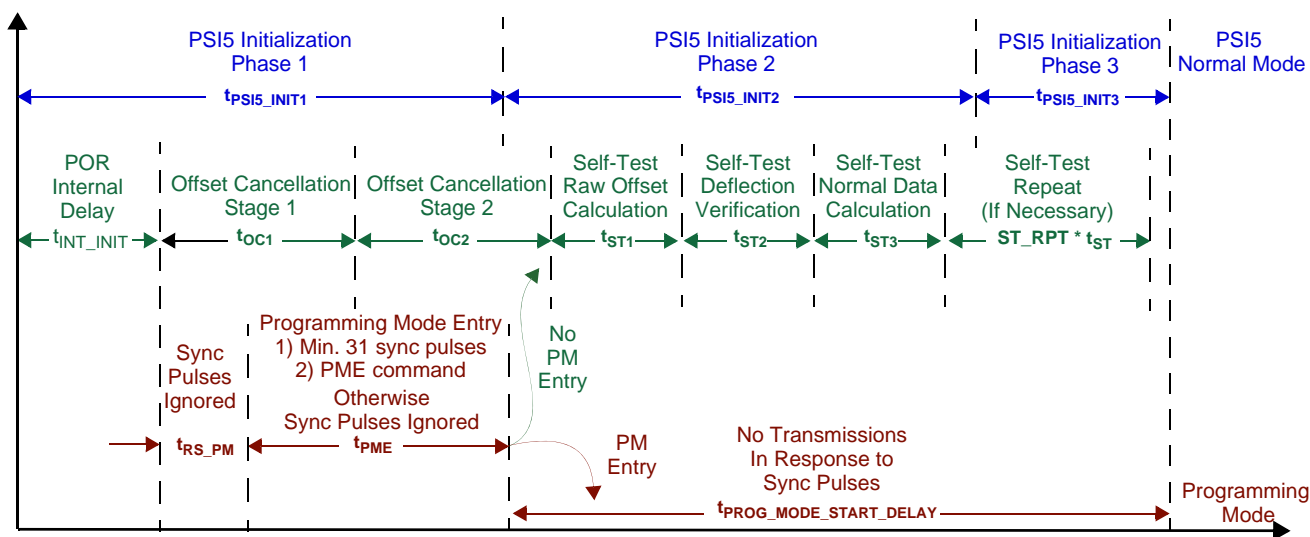 PSI5 Initialization
Phase 1
tPSI5_INIT1
PSI5 Initialization
Phase 2
tPSI5_INIT2
PSI5 Initialization
Phase 3
tPSI5_INIT3
PSI5
Normal Mode
POR
Internal
Delay
tINT_INIT
Offset Cancellation
Stage 1
tOC1
Offset Cancellation
Stage 2
tOC2
Self-Test
Raw Offset
Calculation
tST1
Self-Test
Deflection
Verification
tST2
Self-Test
Normal Data
Calculation
tST3
Self-Test
Repeat
(If Necessary)
ST_RPT * tST
Sync
Pulses
Ignored
tRS_PM
Programming Mode Entry
1) Min. 31 sync pulses
2) PME command
Otherwise
Sync Pulses Ignored
tPME
No
PM
Entry
PM
Entry
No Transmissions
In Response to
Sync Pulses
tPROG_MODE_START_DELAY
Programming
Mode